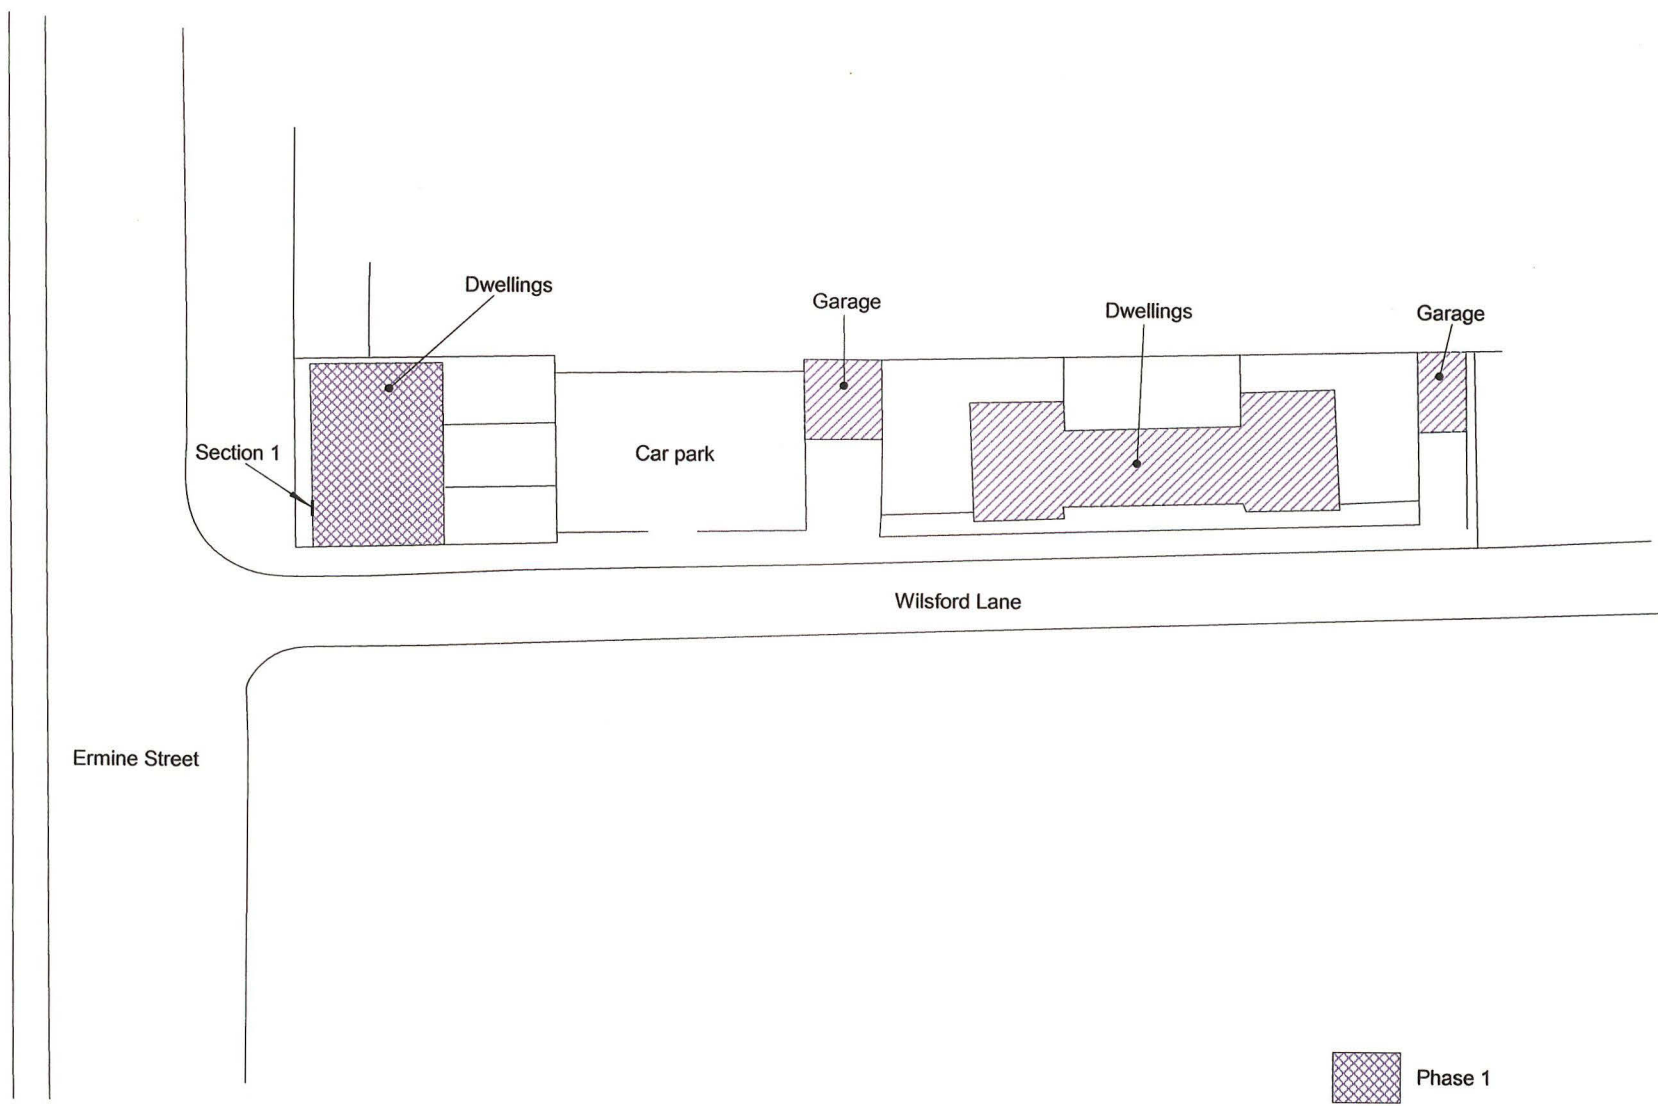 Dwellings
Garage
Dwellings
Garage
Section 1
Car park
Wilsford Lane
Ermine Street
Phase 1